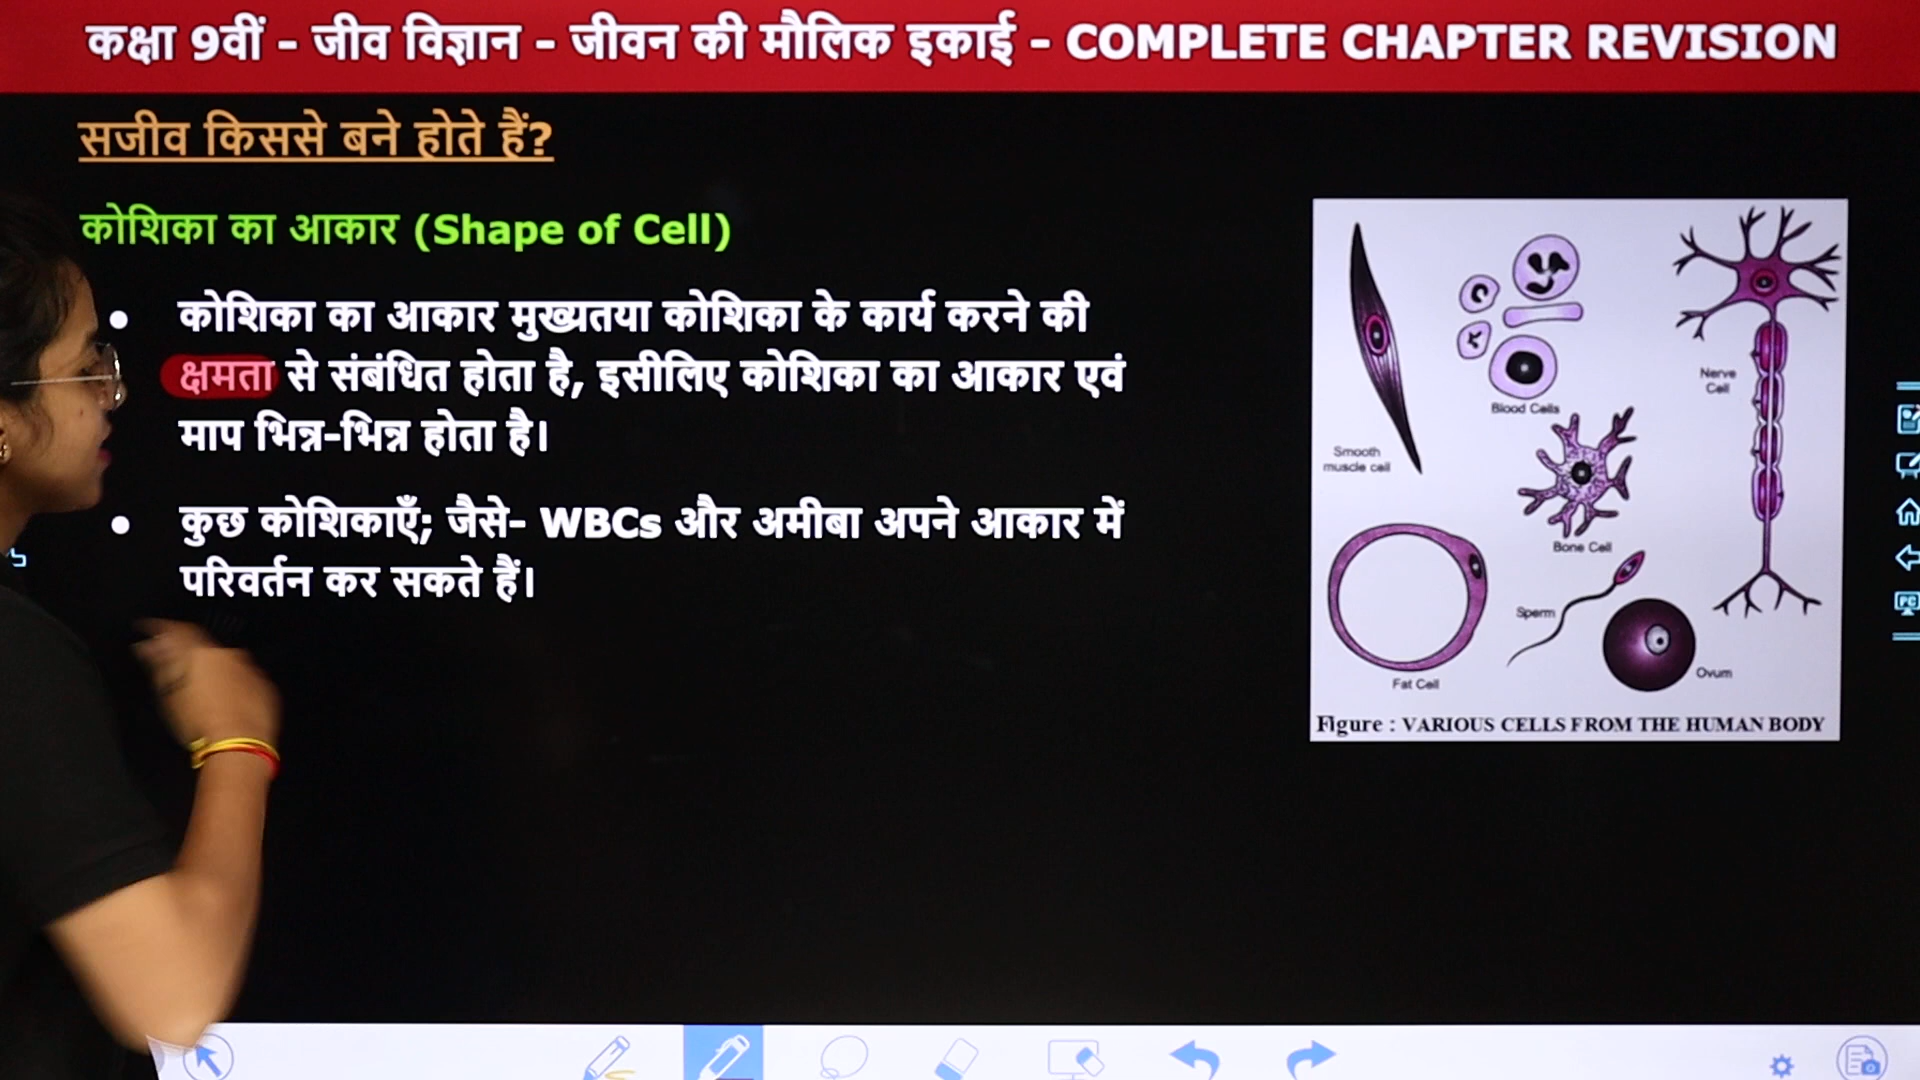 कक्षा 9वीं - जीव विज्ञान - जीवन की मौलिक इकाई - COMPLETE CHAPTER REVISION
सजीव किससे बने होते हैं?
कोशिका का आकार (Shape of Cell)
• कोशिका का आकार मुख्यतया कोशिका के कार्य करने की
क्षमता से संबंधित होता है, इसीलिए कोशिका का आकार एवं
माप भिन्न-भिन्न होता है।
• कुछ कोशिकाएँ; जैसे- WBCs और अमीबा अपने आकार में
परिवर्तन कर सकते हैं।
Smooth
muscle cell
Blood Cells
Nerve
Cell
Bone Cell
Fat Cell
Sperm
Ovum
Figure : VARIOUS CELLS FROM THE HUMAN BODY
PC